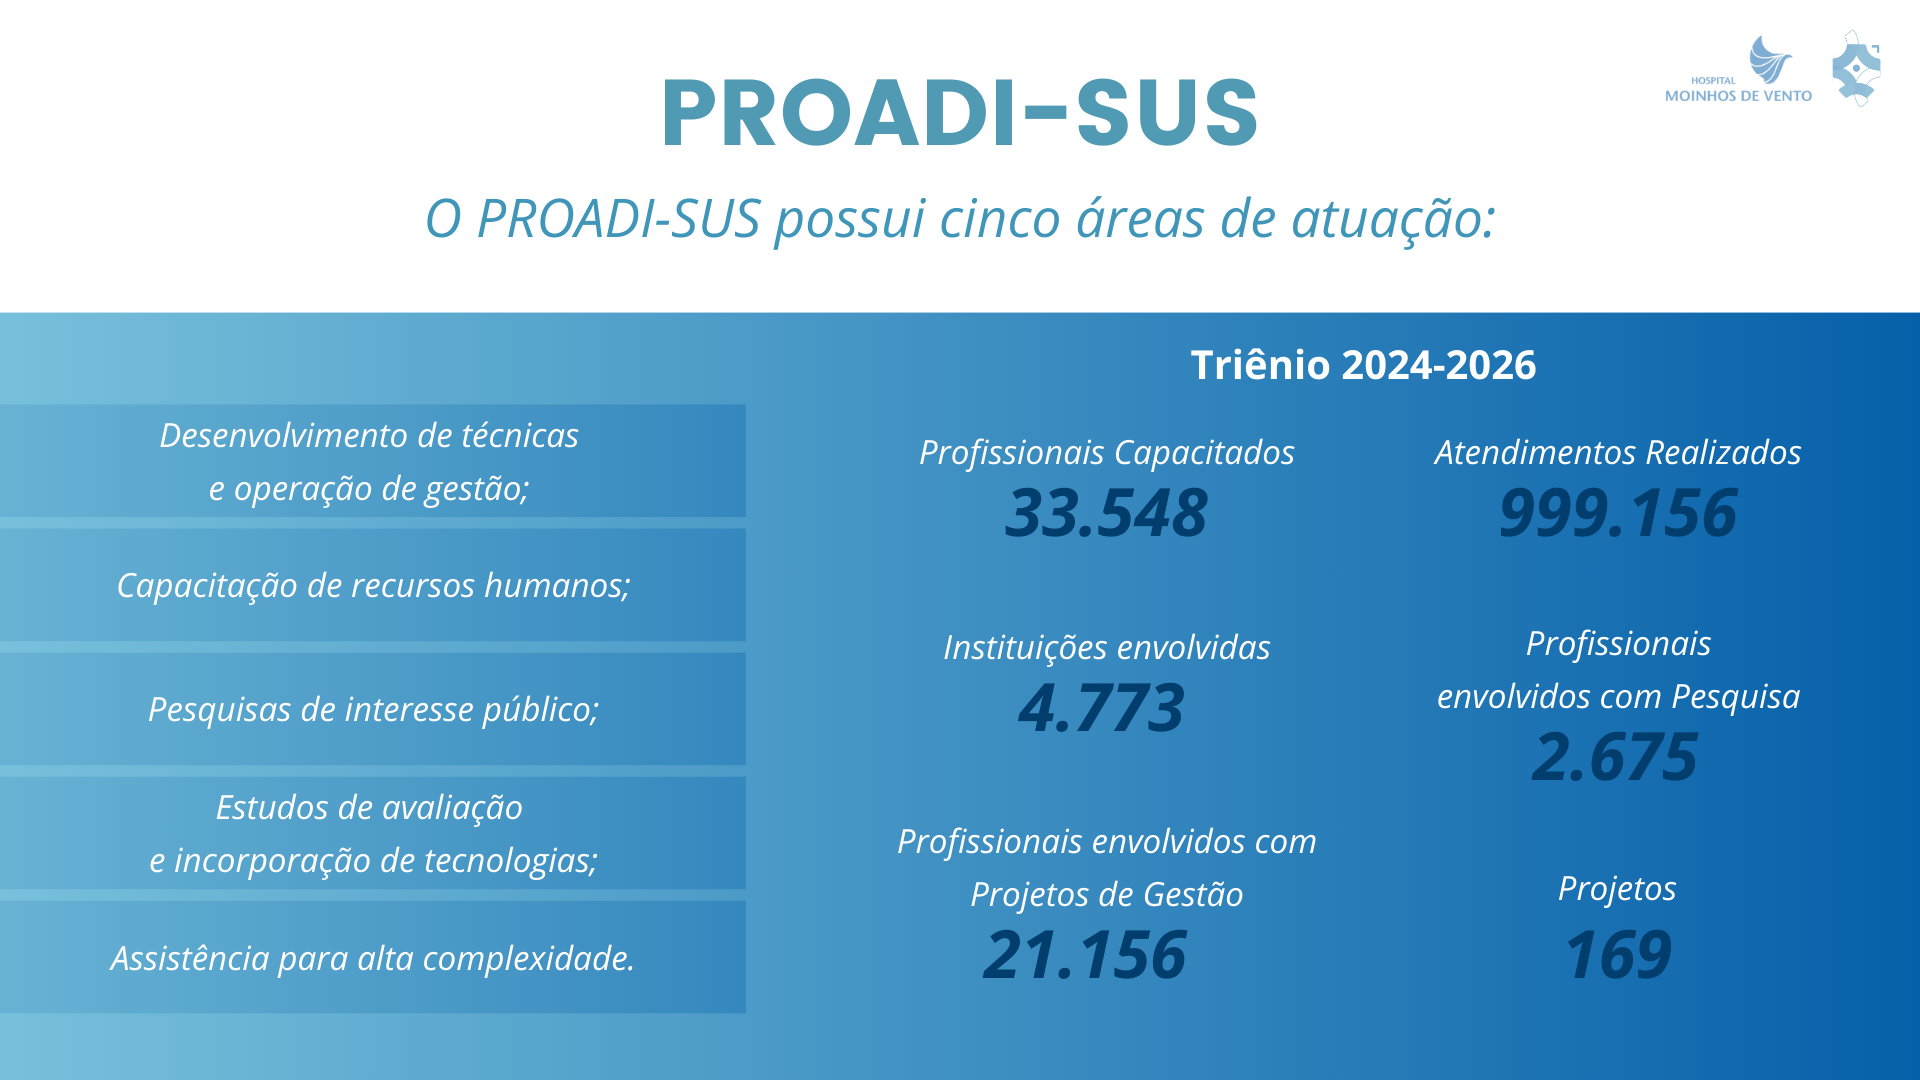 HOSPITAL
MOINHOS DE VENTO
PROADI-SUS
O PROADI-SUS possui cinco áreas de atuação:
Desenvolvimento de técnicas
e operação de gestão;
Capacitação de recursos humanos;
Pesquisas de interesse público;
Estudos de avaliação
e incorporação de tecnologias;
Assistência para alta complexidade.
Triênio 2024-2026
Profissionais Capacitados
33.548
Atendimentos Realizados
999.156
Instituições envolvidas
4.773
Profissionais
envolvidos com Pesquisa
2.675
Profissionais envolvidos com
Projetos de Gestão
21.156
Projetos
169